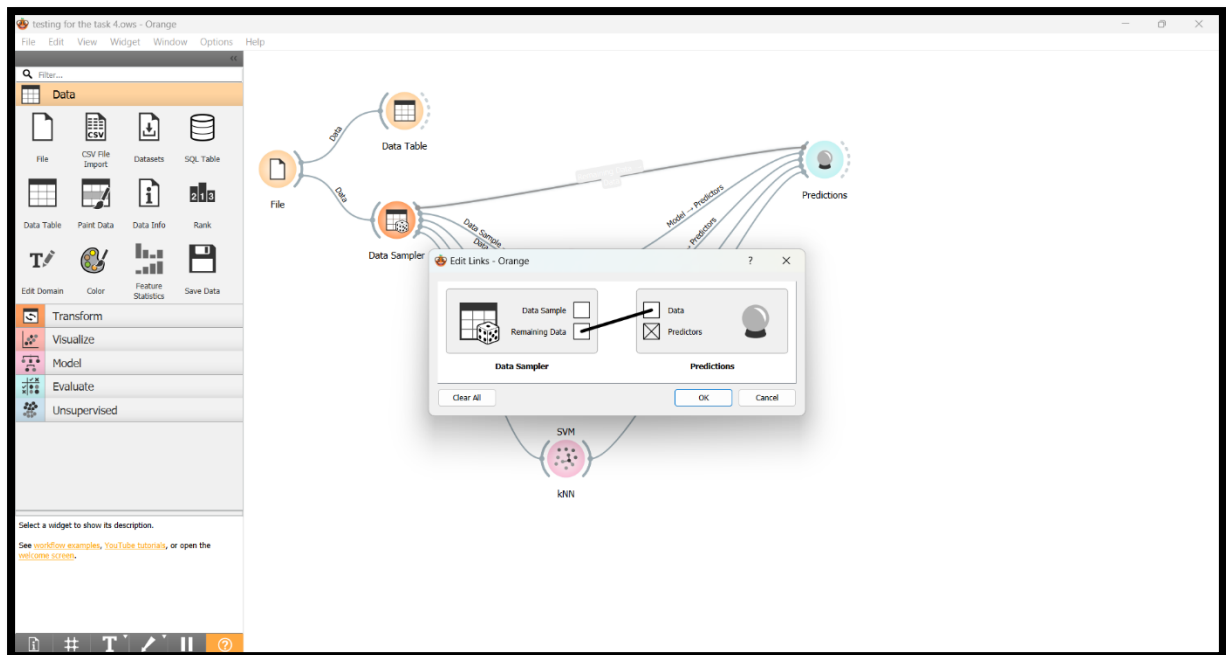 testing for the task 4.ows - Orange
File Edit View Widget Window Options Help
Filter...
Data
File
CSV File Import
Datasets
SQL Table
Data Table
Paint Data
Data Info
Rank
Edit Domain
Color
Feature Statistics
Save Data
Transform
Visualize
Model
Evaluate
Unsupervised
Select a widget to show its description.
See workflow examples, YouTube tutorials, or open the
welcome screen.
File
Data
Data
Data Table
Data Sampler
Data Sample
Data
Model → Predictors
→ Predictors
Predictions
Edit Links - Orange
Data Sample
Remaining Data
Data Sampler
Data
Predictors
Predictions
Clear All
OK
Cancel
SVM
kNN